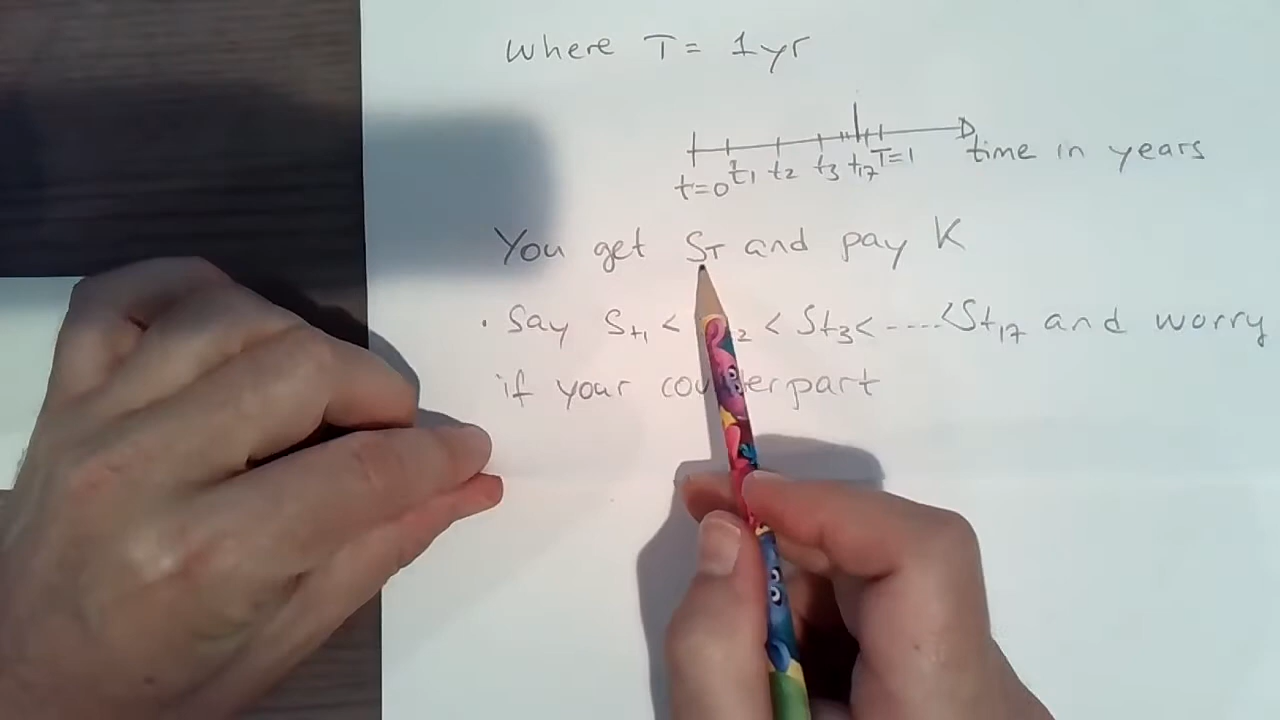 where T = 1yr
t=0 t1 t2 t3 t17 T=1 time in years
You get ST and pay K
· Say St1 < 2 < St3 < ----< St17 and worry
if your counterpart